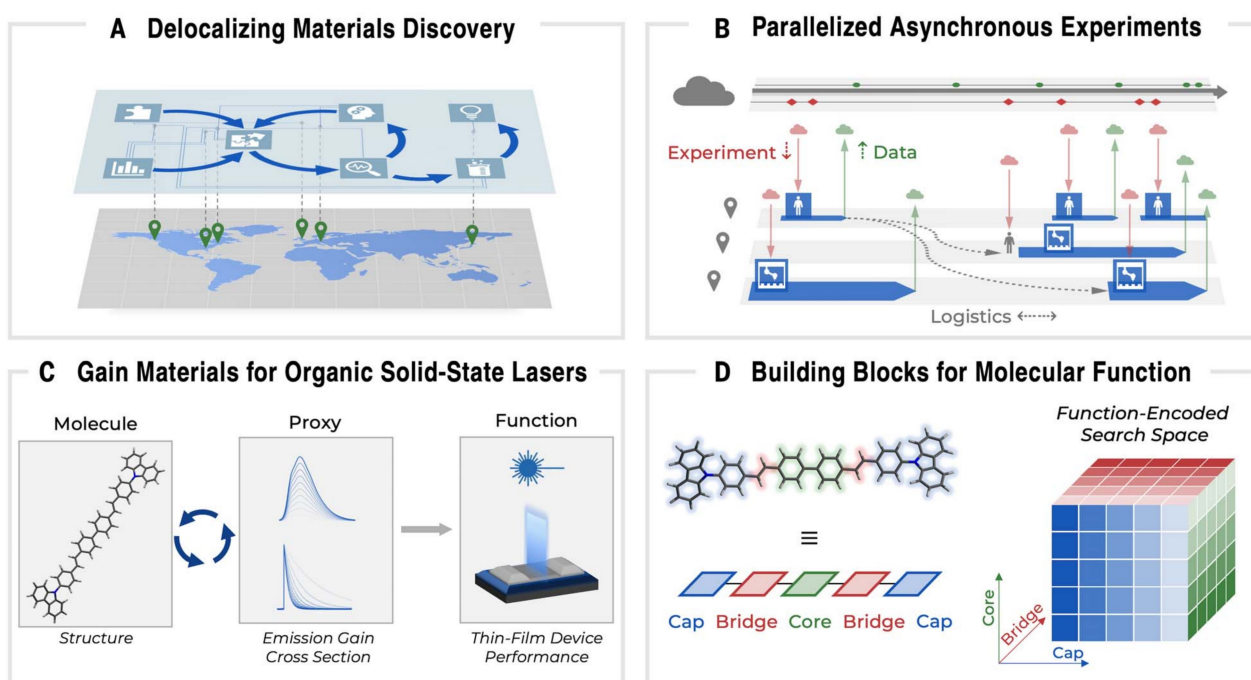 A Delocalizing Materials Discovery
B Parallelized Asynchronous Experiments
Experiment
Data
Logistics
C Gain Materials for Organic Solid-State Lasers
Molecule
Proxy
Function
Structure
Emission Gain
Cross Section
Thin-Film Device
Performance
D Building Blocks for Molecular Function
Function-Encoded
Search Space
≡
Cap Bridge Core Bridge Cap
Core
Bridge
Cap